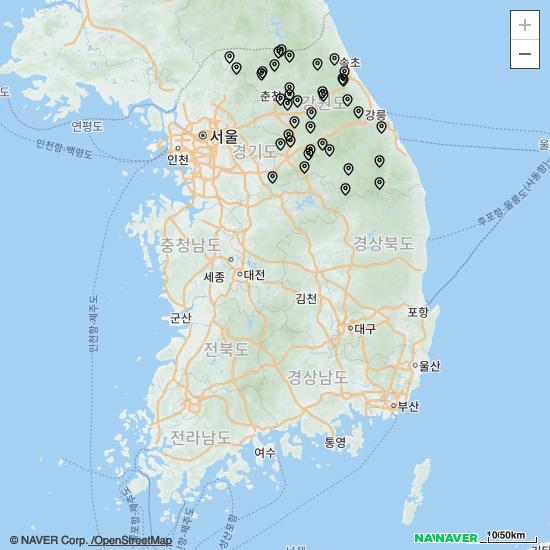 +
−
속초
춘천
강원도
강릉
연평도
서울
경기도
인천
인천항-백령도
울
후포항-울릉도(사동항)
충청남도
경상북도
세종
대전
인천항-제주도
김천
군산
포항
전북도
대구
경상남도
울산
부산
전라남도
여수
통영
© NAVER Corp. /OpenStreetMap
NAVER
10/50km